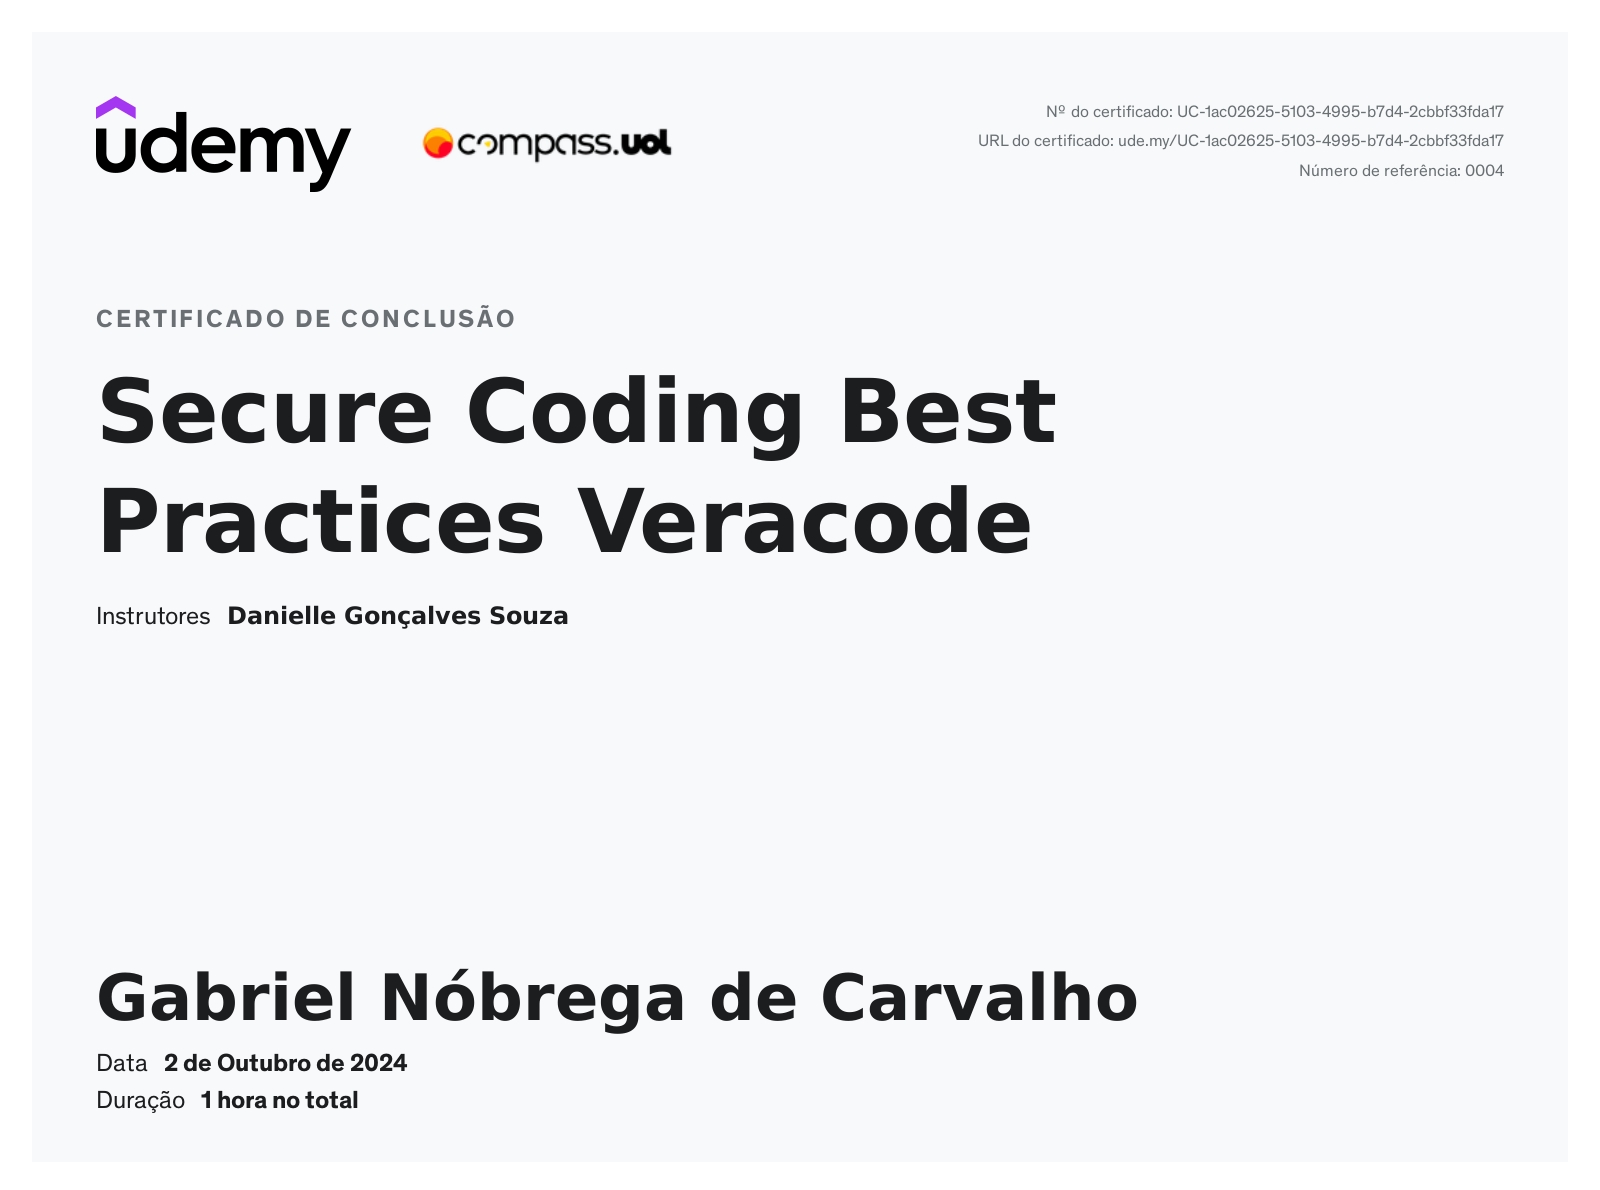 udemy
compass.uol
Nº do certificado: UC-1ac02625-5103-4995-b7d4-2cbbf33fda17
URL do certificado: ude.my/UC-1ac02625-5103-4995-b7d4-2cbbf33fda17
Número de referência: 0004
CERTIFICADO DE CONCLUSÃO
Secure Coding Best
Practices Veracode
Instrutores Danielle Gonçalves Souza
Gabriel Nóbrega de Carvalho
Data 2 de Outubro de 2024
Duração 1 hora no total